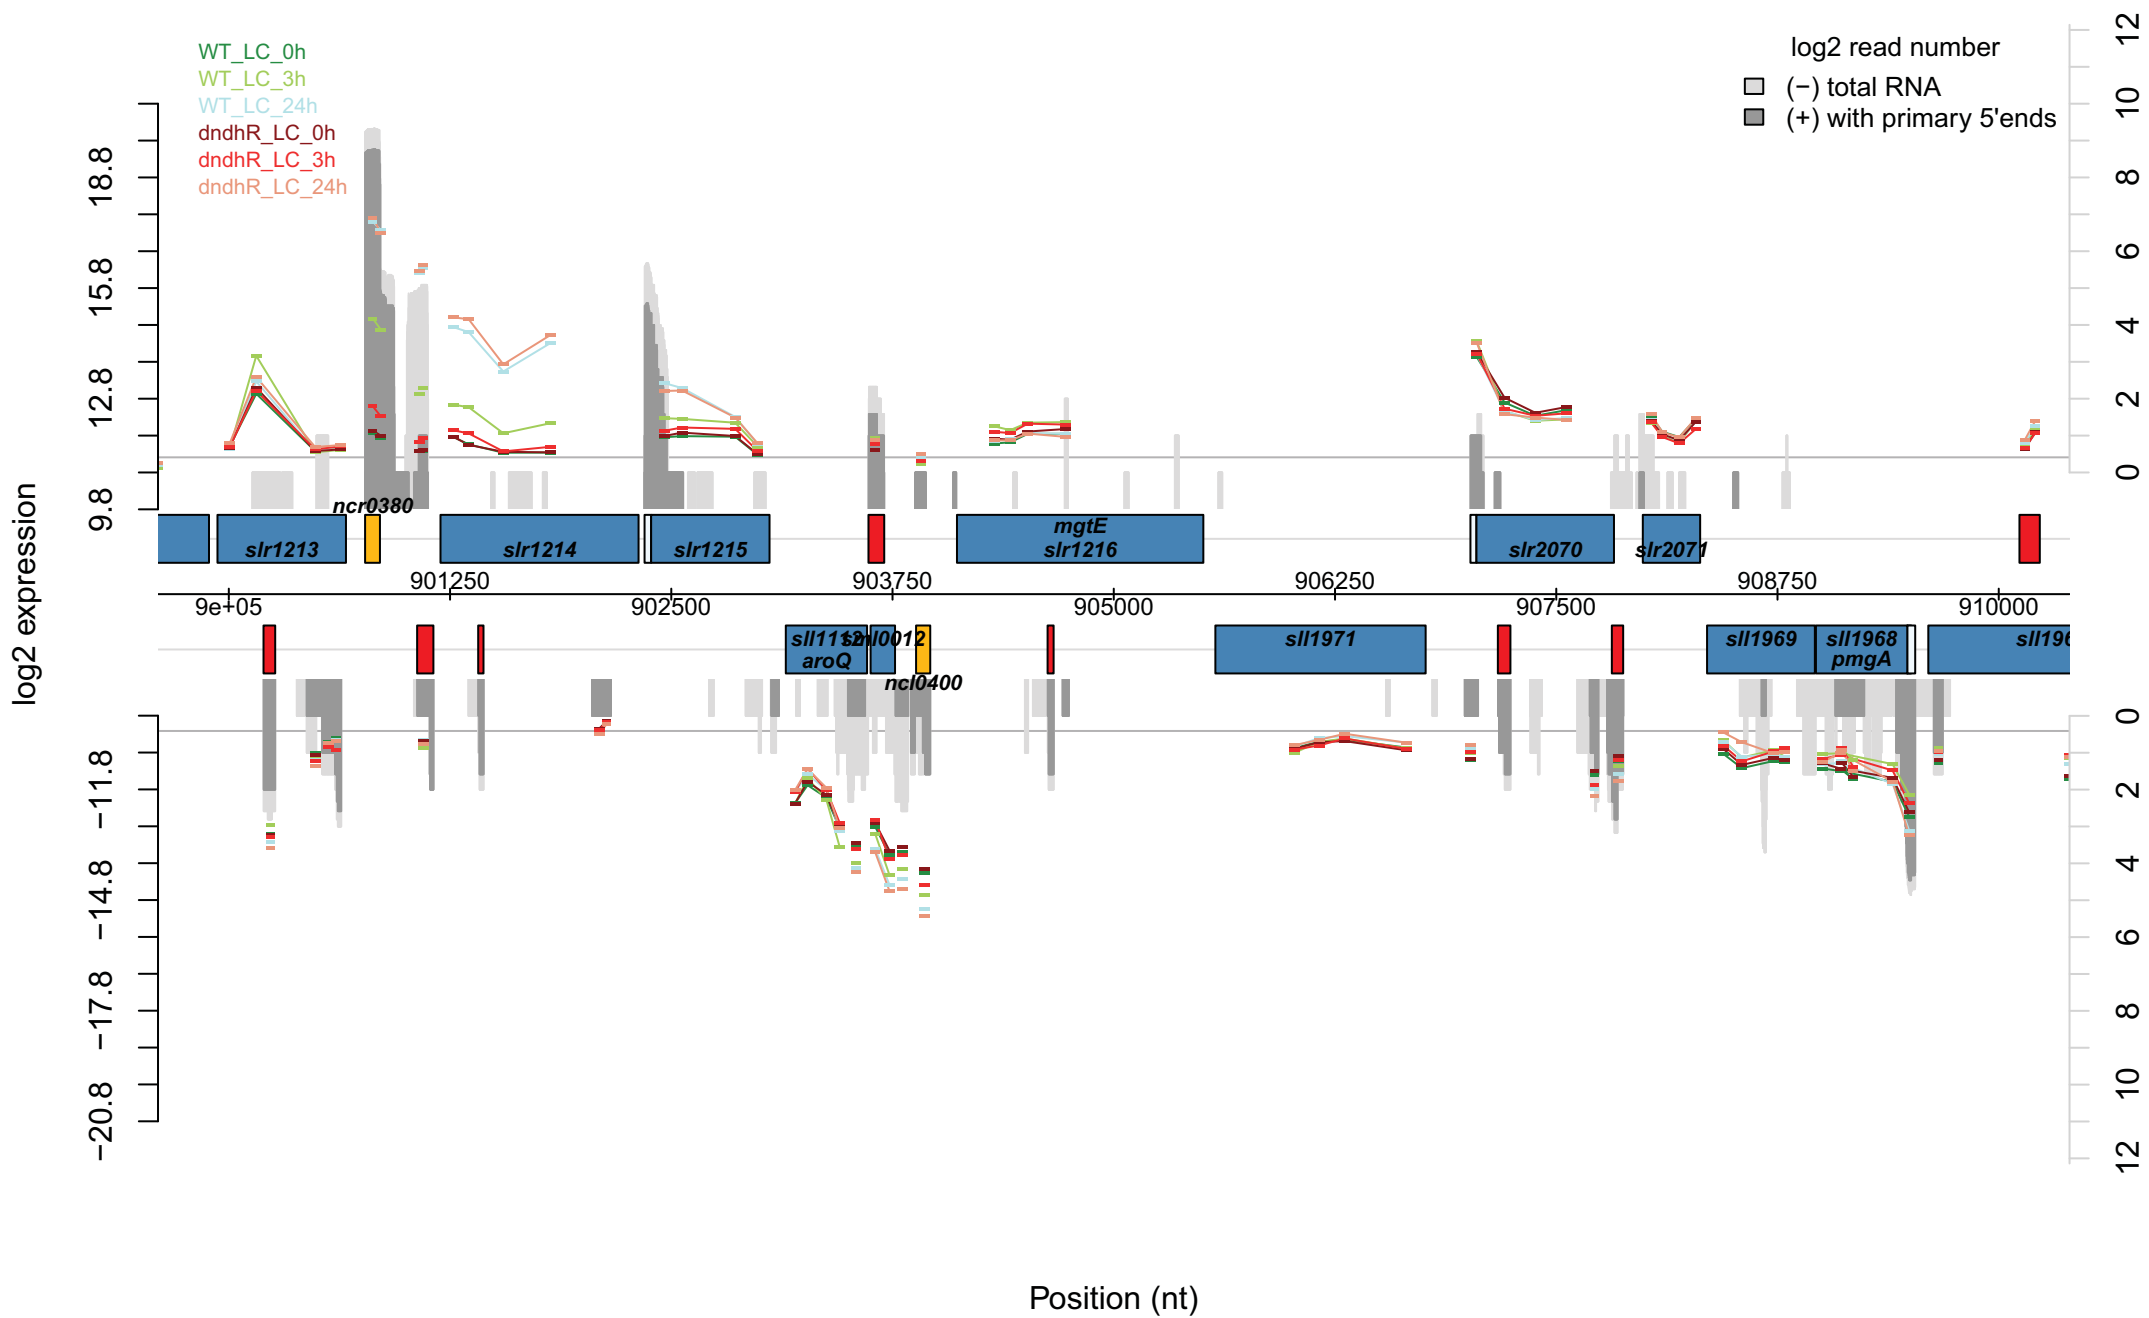 WT_LC_0h
WT_LC_3h
WT_LC_24h
dndhR_LC_0h
dndhR_LC_3h
dndhR_LC_24h
log2 read number
(−) total RNA
(+) with primary 5'ends
18.8
15.8
12.8
9.8
12
10
8
6
4
2
0
log2 expression
ncr0380
mgtE
slr1213
slr1214
slr1215
slr1216
slr2070
slr2071
901250
903750
906250
908750
9e+05
902500
905000
907500
910000
sll1112
sml0012
sll1971
sll1969
sll1968
sll196
aroQ
pmgA
ncl0400
−11.8
−14.8
−17.8
−20.8
0
2
4
6
8
10
12
Position (nt)